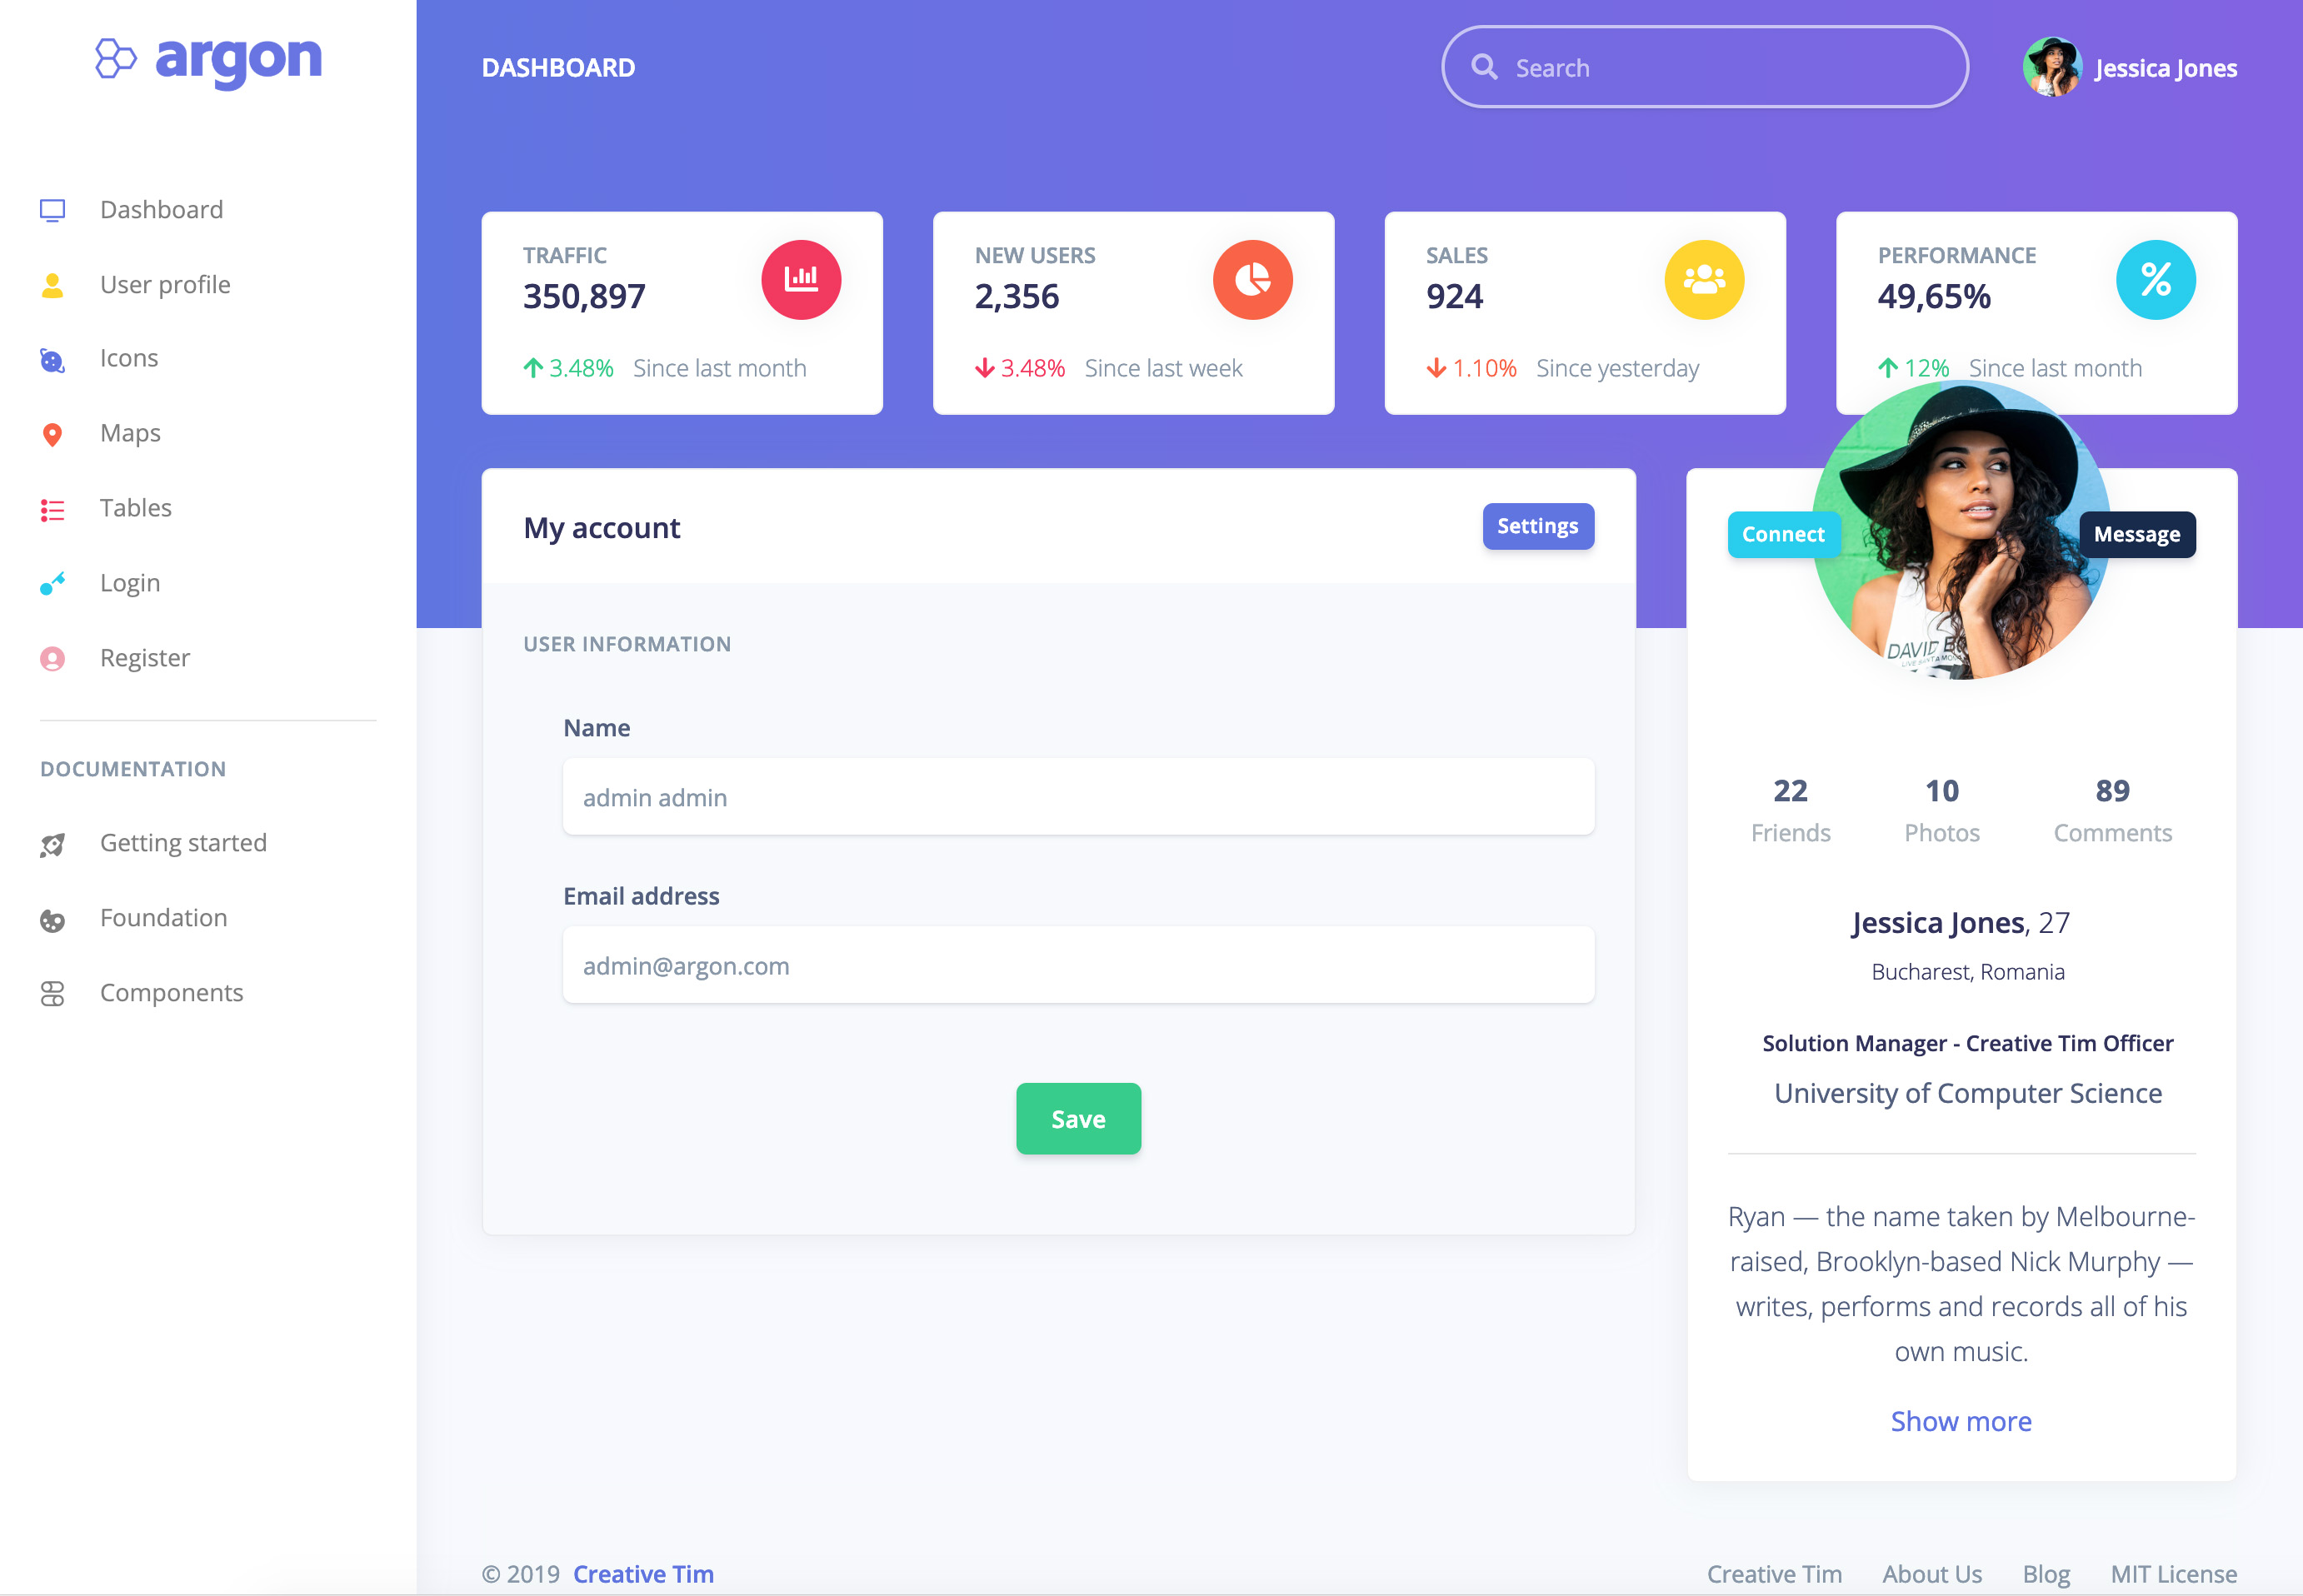 argon
DASHBOARD
Search
Jessica Jones
Dashboard
User profile
Icons
Maps
Tables
Login
Register
DOCUMENTATION
Getting started
Foundation
Components
TRAFFIC
350,897
3.48% Since last month
NEW USERS
2,356
3.48% Since last week
SALES
924
1.10% Since yesterday
PERFORMANCE
49,65%
12% Since last month
My account
Settings
USER INFORMATION
Name
admin admin
Email address
admin@argon.com
Save
Connect
Message
DAVID
22
Friends
10
Photos
89
Comments
Jessica Jones, 27
Bucharest, Romania
Solution Manager - Creative Tim Officer
University of Computer Science
Ryan — the name taken by Melbourne-
raised, Brooklyn-based Nick Murphy —
writes, performs and records all of his
own music.
Show more
© 2019 Creative Tim
Creative Tim
About Us
Blog
MIT License